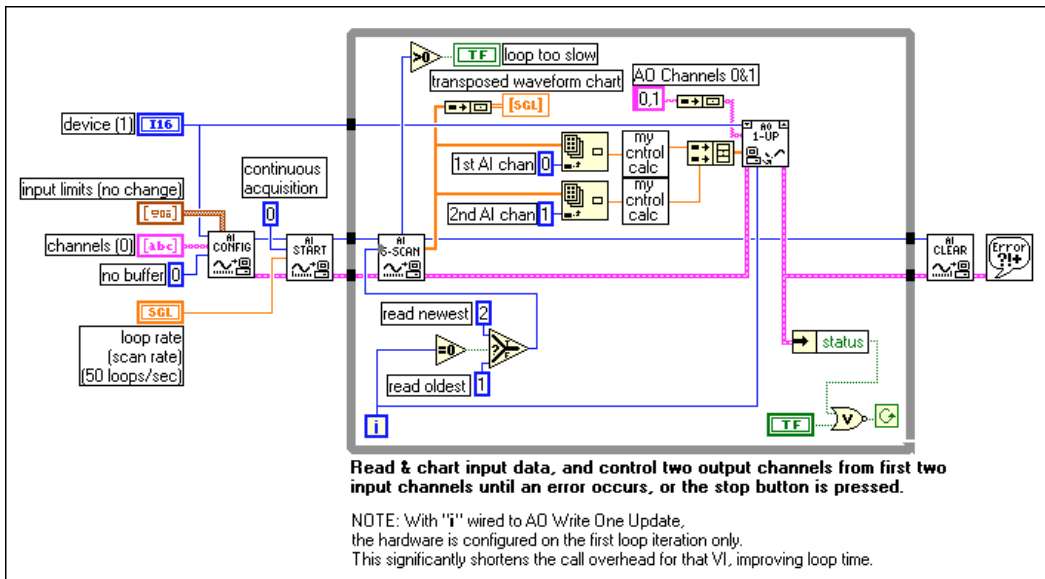 >0
TF
loop too slow
transposed waveform chart
[SGL]
AO Channels 0&1
0,1
device (1)
I16
AO
1-UP
continuous
acquisition
0
1st AI chan
0
my
cntrol
calc
input limits (no change)
2nd AI chan
1
my
cntrol
calc
channels (0)
[abc]
AI
CONFIG
AI
START
AI
S-SCAN
AI
CLEAR
Error
?!+
no buffer
0
SGL
loop rate
(scan rate)
(50 loops/sec)
read newest
2
=0
?
T
F
read oldest
1
status
i
TF
V
Read & chart input data, and control two output channels from first two
input channels until an error occurs, or the stop button is pressed.
NOTE: With "i" wired to AO Write One Update,
the hardware is configured on the first loop iteration only.
This significantly shortens the call overhead for that VI, improving loop time.